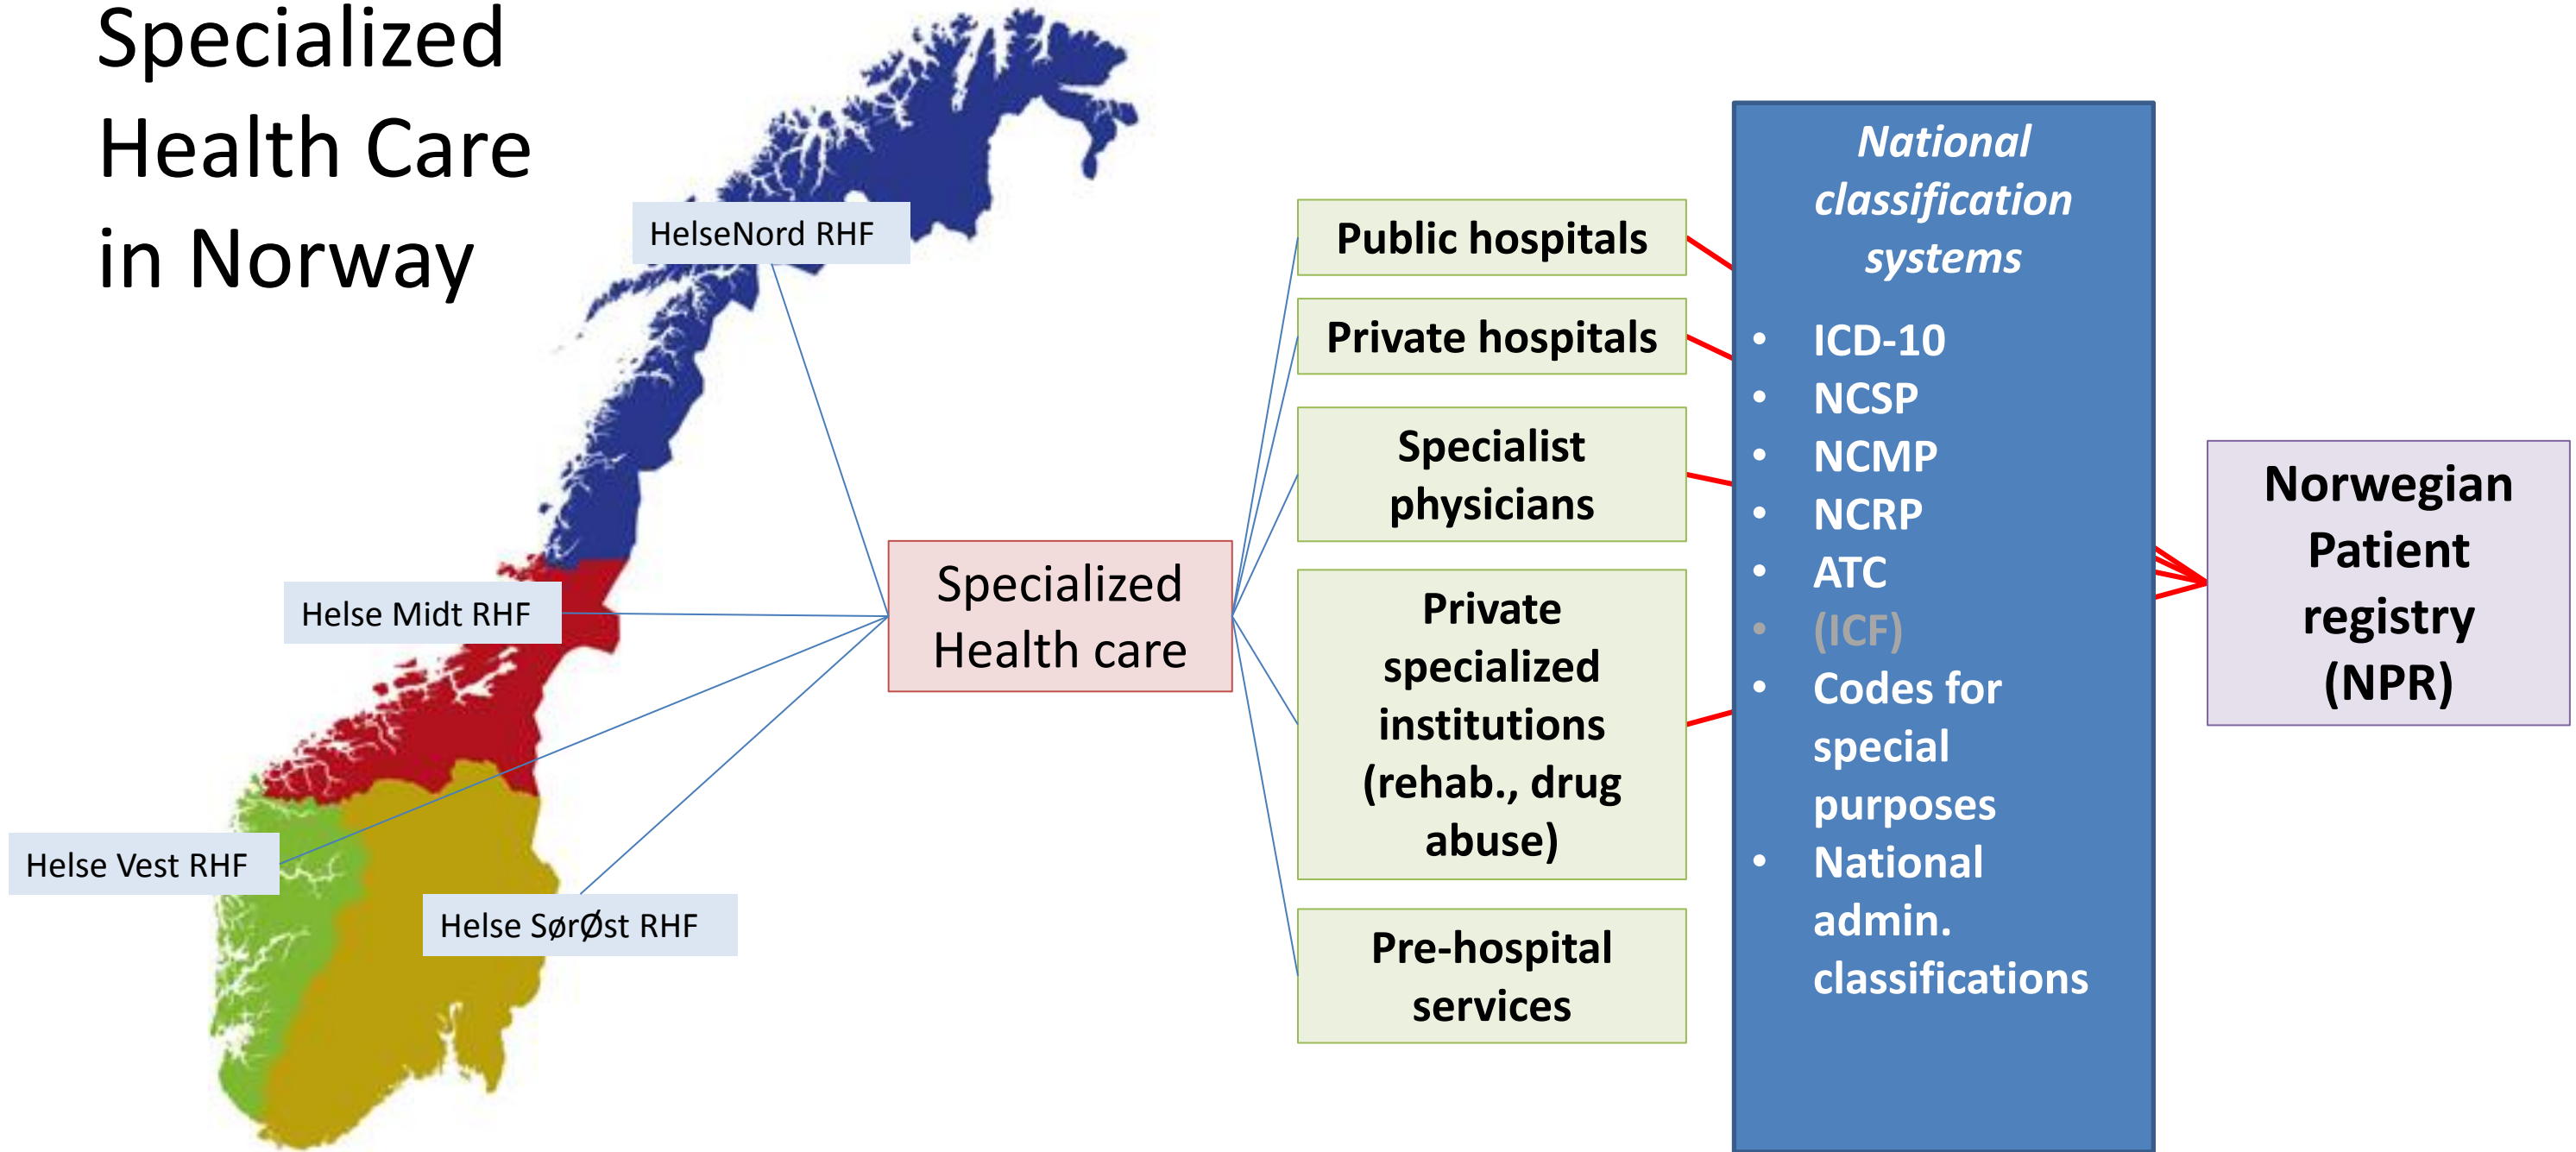 Specialized
Health Care
in Norway
HelseNord RHF
Helse Midt RHF
Helse Vest RHF
Helse SørØst RHF
Specialized
Health care
Public hospitals
Private hospitals
Specialist
physicians
Private
specialized
institutions
(rehab., drug
abuse)
Pre-hospital
services
National
classification
systems
• ICD-10
• NCSP
• NCMP
• NCRP
• ATC
• (ICF)
• Codes for
special
purposes
• National
admin.
classifications
Norwegian
Patient
registry
(NPR)